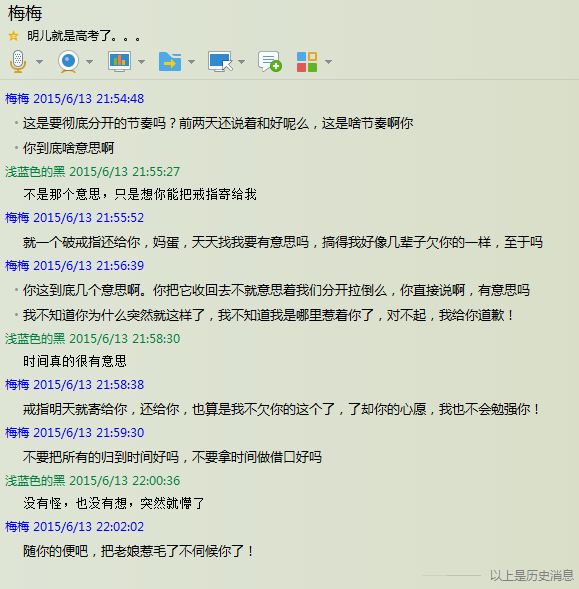 梅梅
明儿就是高考了。。。
梅梅 2015/6/13 21:54:48
这是要彻底分开的节奏吗？前两天还说着和好呢么，这是啥节奏啊你
你到底啥意思啊
浅蓝色的黑 2015/6/13 21:55:27
不是那个意思，只是想你能把戒指寄给我
梅梅 2015/6/13 21:55:52
就一个破戒指还给你，妈蛋，天天找我要有意思吗，搞得我好像几辈子欠你的一样，至于吗
梅梅 2015/6/13 21:56:39
你这到底几个意思啊。你把它收回去不就意思着我们分开拉倒么，你直接说啊，有意思吗
我不知道你为什么突然就这样了，我不知道我是哪里惹着你了，对不起，我给你道歉！
浅蓝色的黑 2015/6/13 21:58:30
时间真的很有意思
梅梅 2015/6/13 21:58:38
戒指明天就寄给你，还给你，也算是我不欠你的这个了，了却你的心愿，我也不会勉强你！
梅梅 2015/6/13 21:59:30
不要把所有的归到时间好吗，不要拿时间做借口好吗
浅蓝色的黑 2015/6/13 22:00:36
没有怪，也没有想，突然就懵了
梅梅 2015/6/13 22:02:02
随你的便吧，把老娘惹毛了不伺候你了！
以上是历史消息